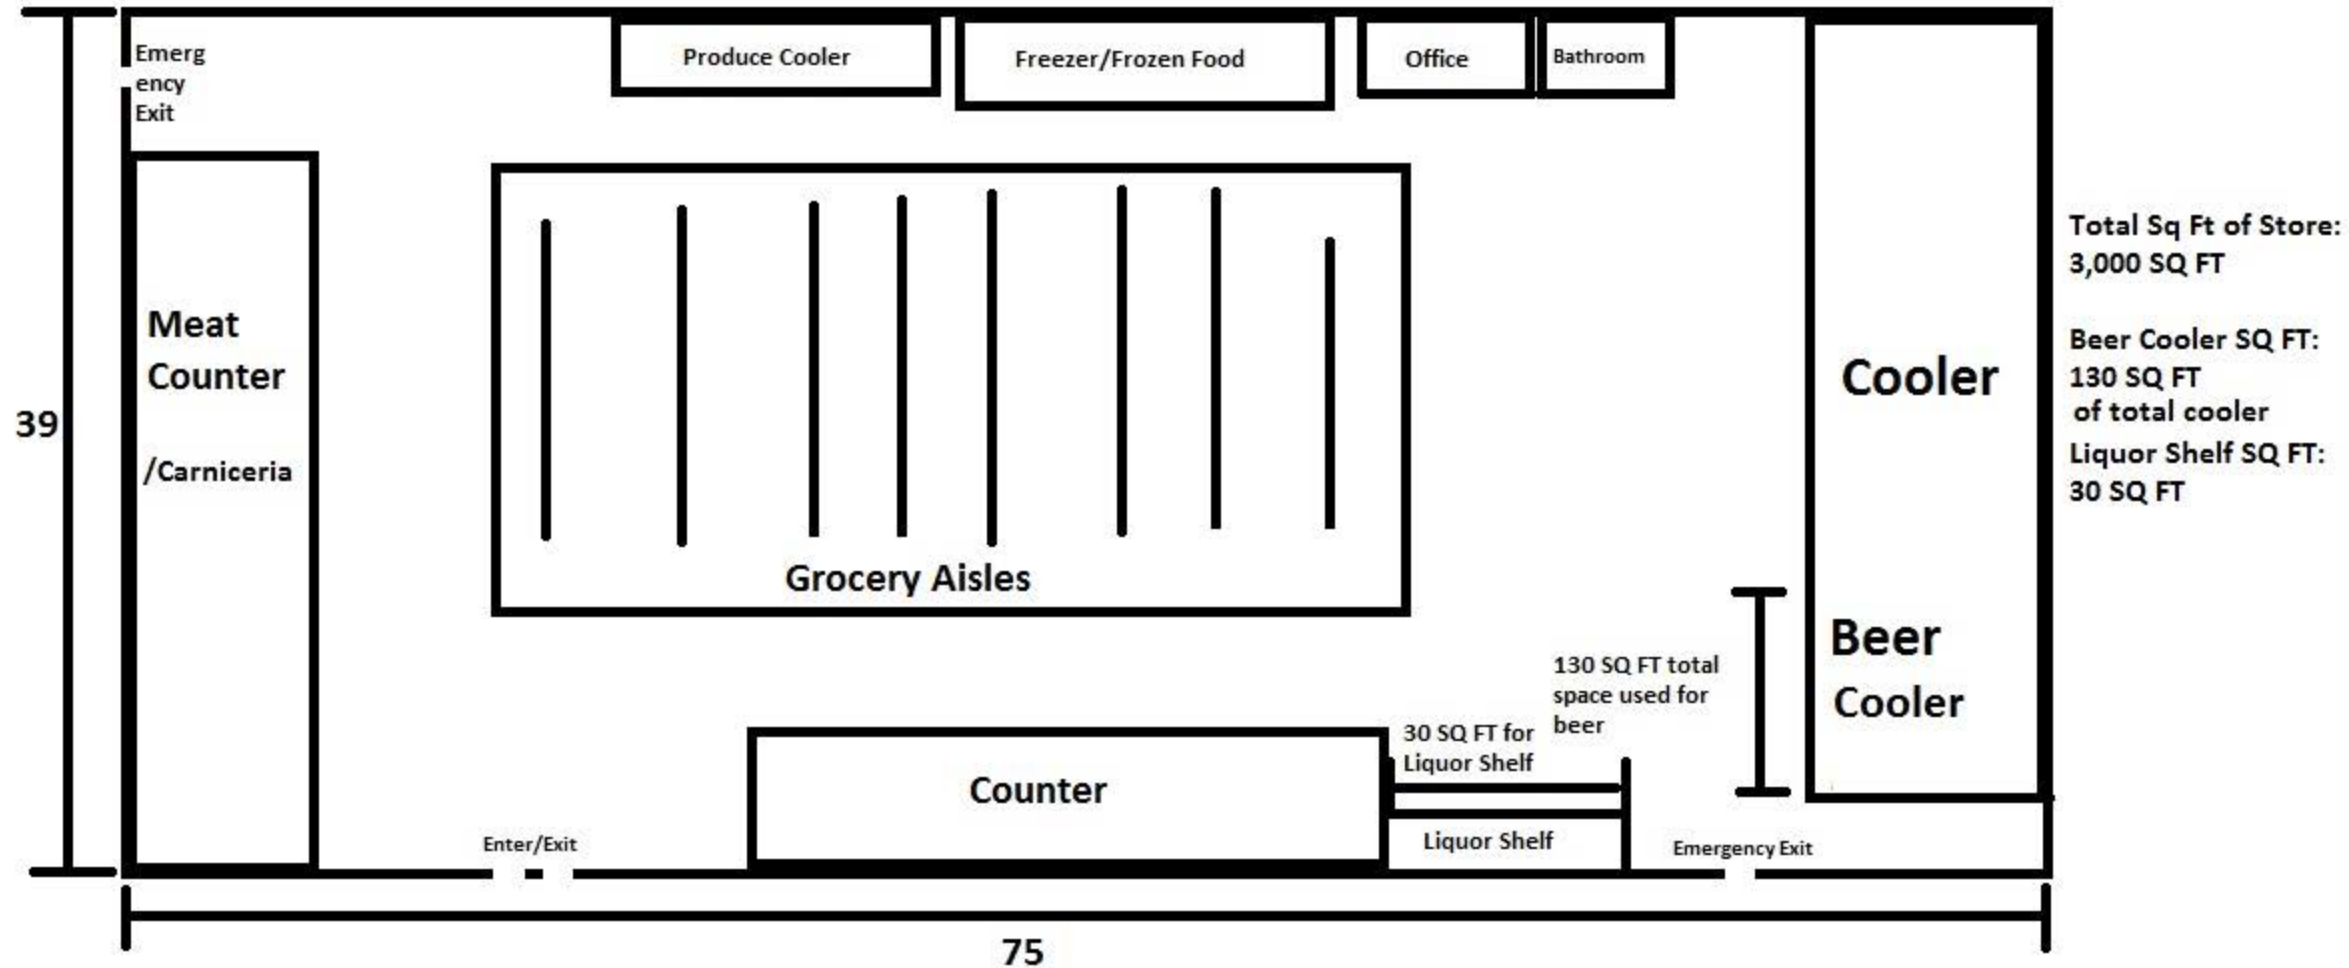 Emerg
ency
Exit
Produce Cooler
Freezer/Frozen Food
Office
Bathroom
Meat
Counter
/Carniceria
39
Grocery Aisles
Cooler
Beer
Cooler
Total Sq Ft of Store:
3,000 SQ FT
Beer Cooler SQ FT:
130 SQ FT
of total cooler
Liquor Shelf SQ FT:
30 SQ FT
130 SQ FT total
space used for
beer
30 SQ FT for
Liquor Shelf
Counter
Liquor Shelf
Enter/Exit
Emergency Exit
75